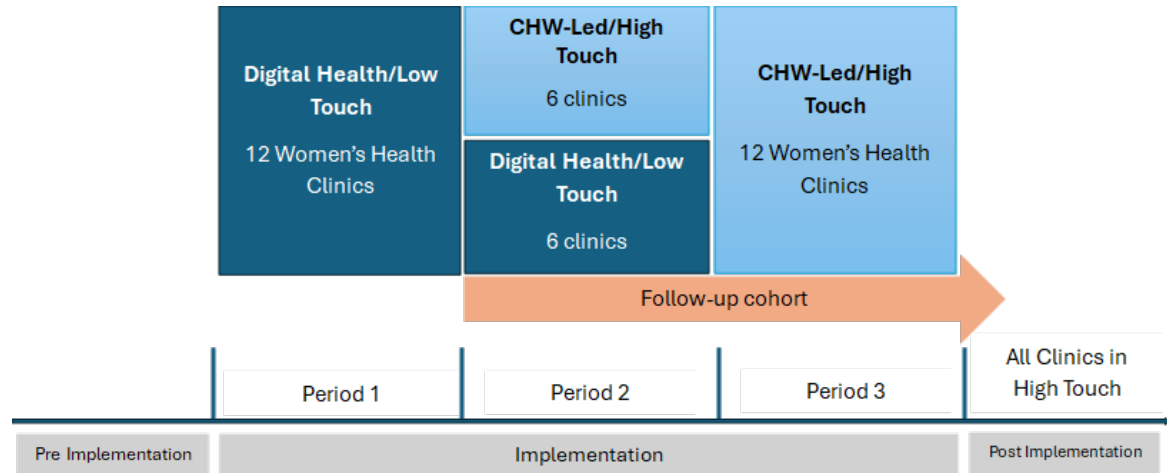 Digital Health/Low
Touch
12 Women's Health
Clinics
CHW-Led/High
Touch
6 clinics
Digital Health/Low
Touch
6 clinics
CHW-Led/High
Touch
12 Women's Health
Clinics
Follow-up cohort
Period 1
Period 2
Period 3
All Clinics in
High Touch
Pre Implementation
Implementation
Post Implementation